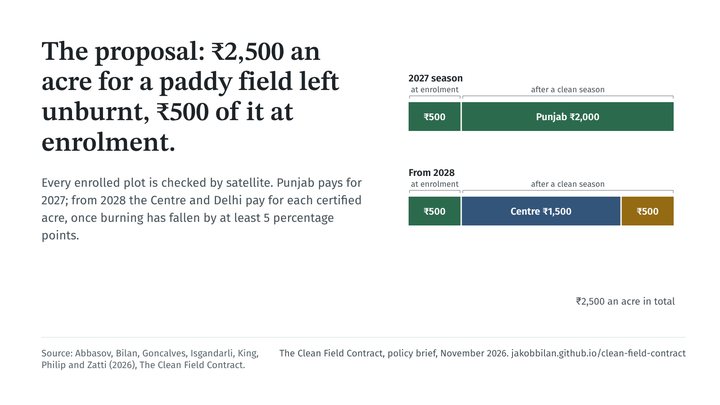 The proposal: ₹2,500 an
acre for a paddy field left
unburnt, ₹500 of it at
enrolment.
Every enrolled plot is checked by satellite. Punjab pays for
2027; from 2028 the Centre and Delhi pay for each certified
acre, once burning has fallen by at least 5 percentage
points.
2027 season
at enrolment after a clean season
₹500 Punjab ₹2,000
From 2028
at enrolment after a clean season
₹500 Centre ₹1,500 ₹500
₹2,500 an acre in total
Source: Abbasov, Bilan, Goncalves, Isgandarli, King,
Philip and Zatti (2026), The Clean Field Contract.
The Clean Field Contract, policy brief, November 2026. jakobbilan.github.io/clean-field-contract